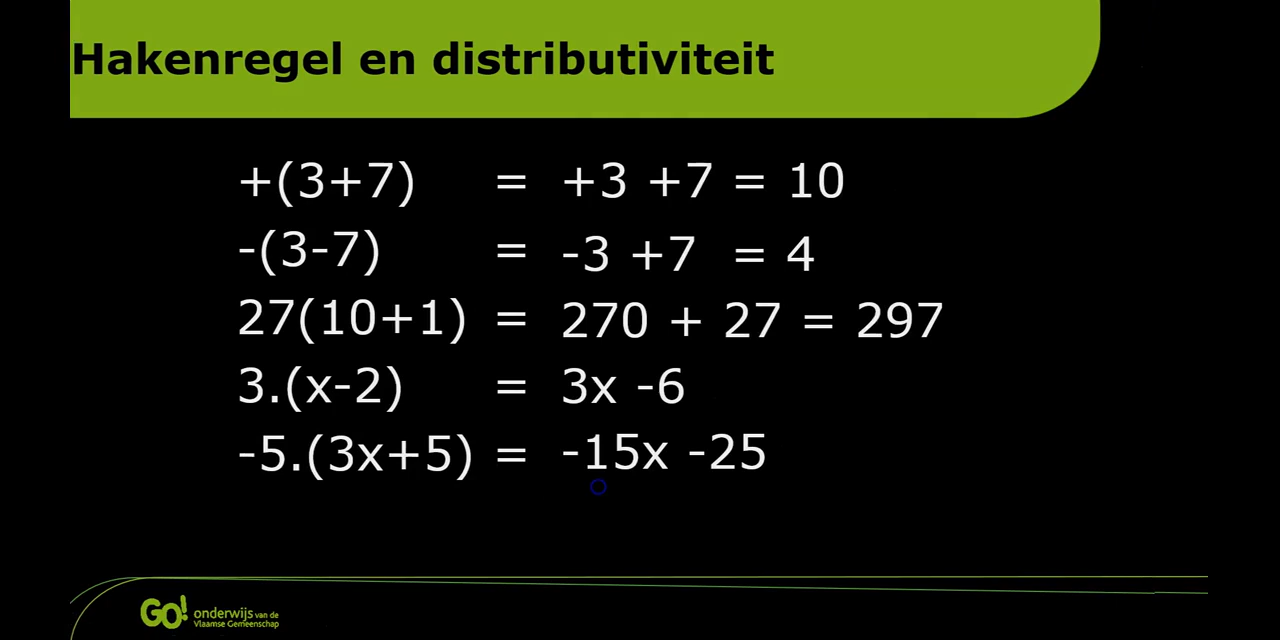 Hakenregel en distributiviteit
+(3+7) = +3 +7 = 10
-(3-7) = -3 +7 = 4
27(10+1) = 270 + 27 = 297
3.(x-2) = 3x -6
-5.(3x+5) = -15x -25
GO! onderwijs van de
Vlaamse Gemeenschap